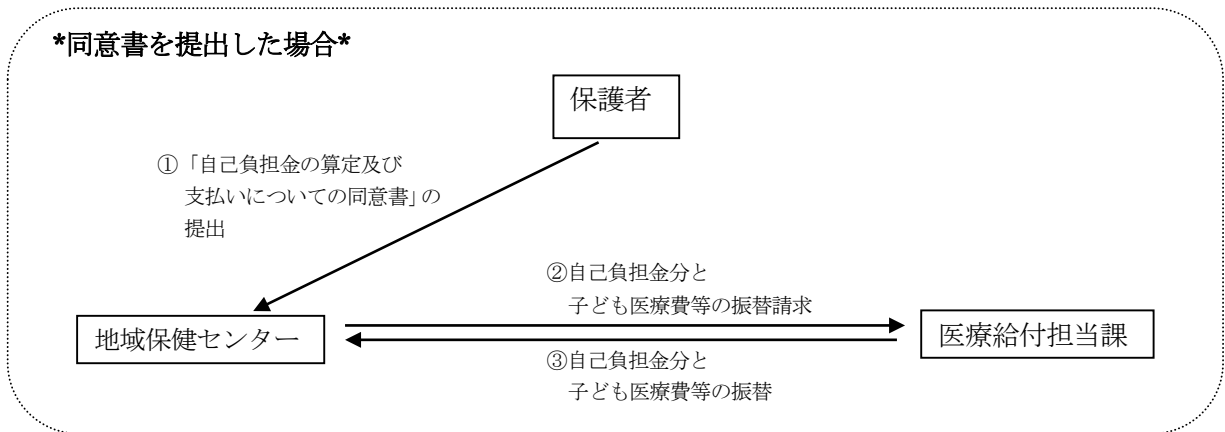 *同意書を提出した場合*
保護者
①「自己負担金の算定及び
支払いについての同意書」の
提出
②自己負担金分と
子ども医療費等の振替請求
地域保健センター
医療給付担当課
③自己負担金分と
子ども医療費等の振替